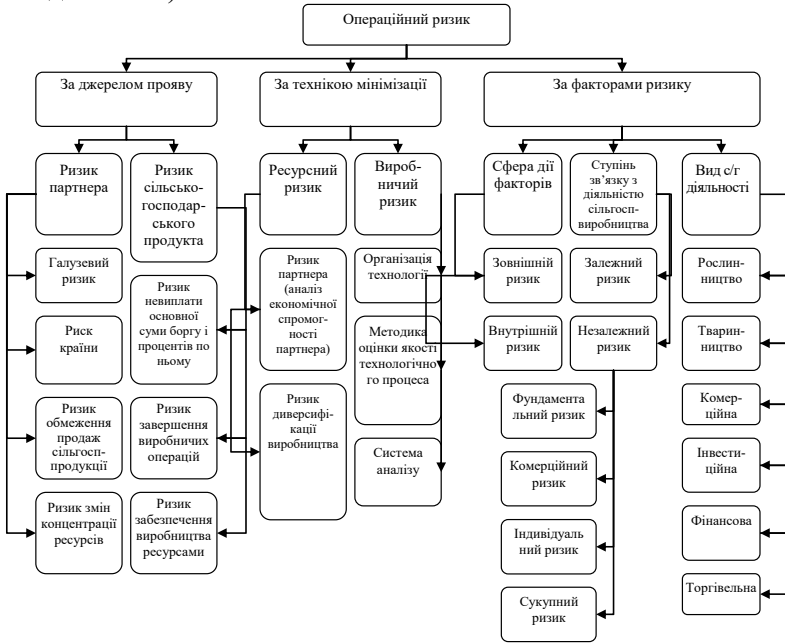 Операційний ризик
За джерелом прояву
За технікою мінімізації
За факторами ризику
Ризик
партнера
Ризик
сільсько-
господар-
ського
продукта
Ресурсний
ризик
Вироб-
ничий
ризик
Сфера дії
факторів
Ступінь
зв'язку з
діяльністю
сільгосп-
виробництва
Вид с/г
діяльності
Галузевий
ризик
Риск
країни
Ризик
обмеження
продаж
сільгосп-
продукції
Ризик змін
концентрації
ресурсів
Ризик
невиплати
основної
суми боргу і
процентів по
ньому
Ризик
завершення
виробничих
операцій
Ризик
забезпечення
виробництва
ресурсами
Ризик
партнера
(аналіз
економічної
спромог-
ності
партнера)
Ризик
диверсифі-
кації
виробництва
Організація
технології
Методика
оцінки якості
технологічно
го процеса
Система
аналізу
Зовнішній
ризик
Внутрішній
ризик
Залежний
ризик
Незалежний
ризик
Фундамента
льний ризик
Комерційний
ризик
Індивідуаль
ний ризик
Сукупний
ризик
Рослин-
ництво
Тварин-
ництво
Комер-
ційна
Інвести-
ційна
Фінансова
Торгівельна